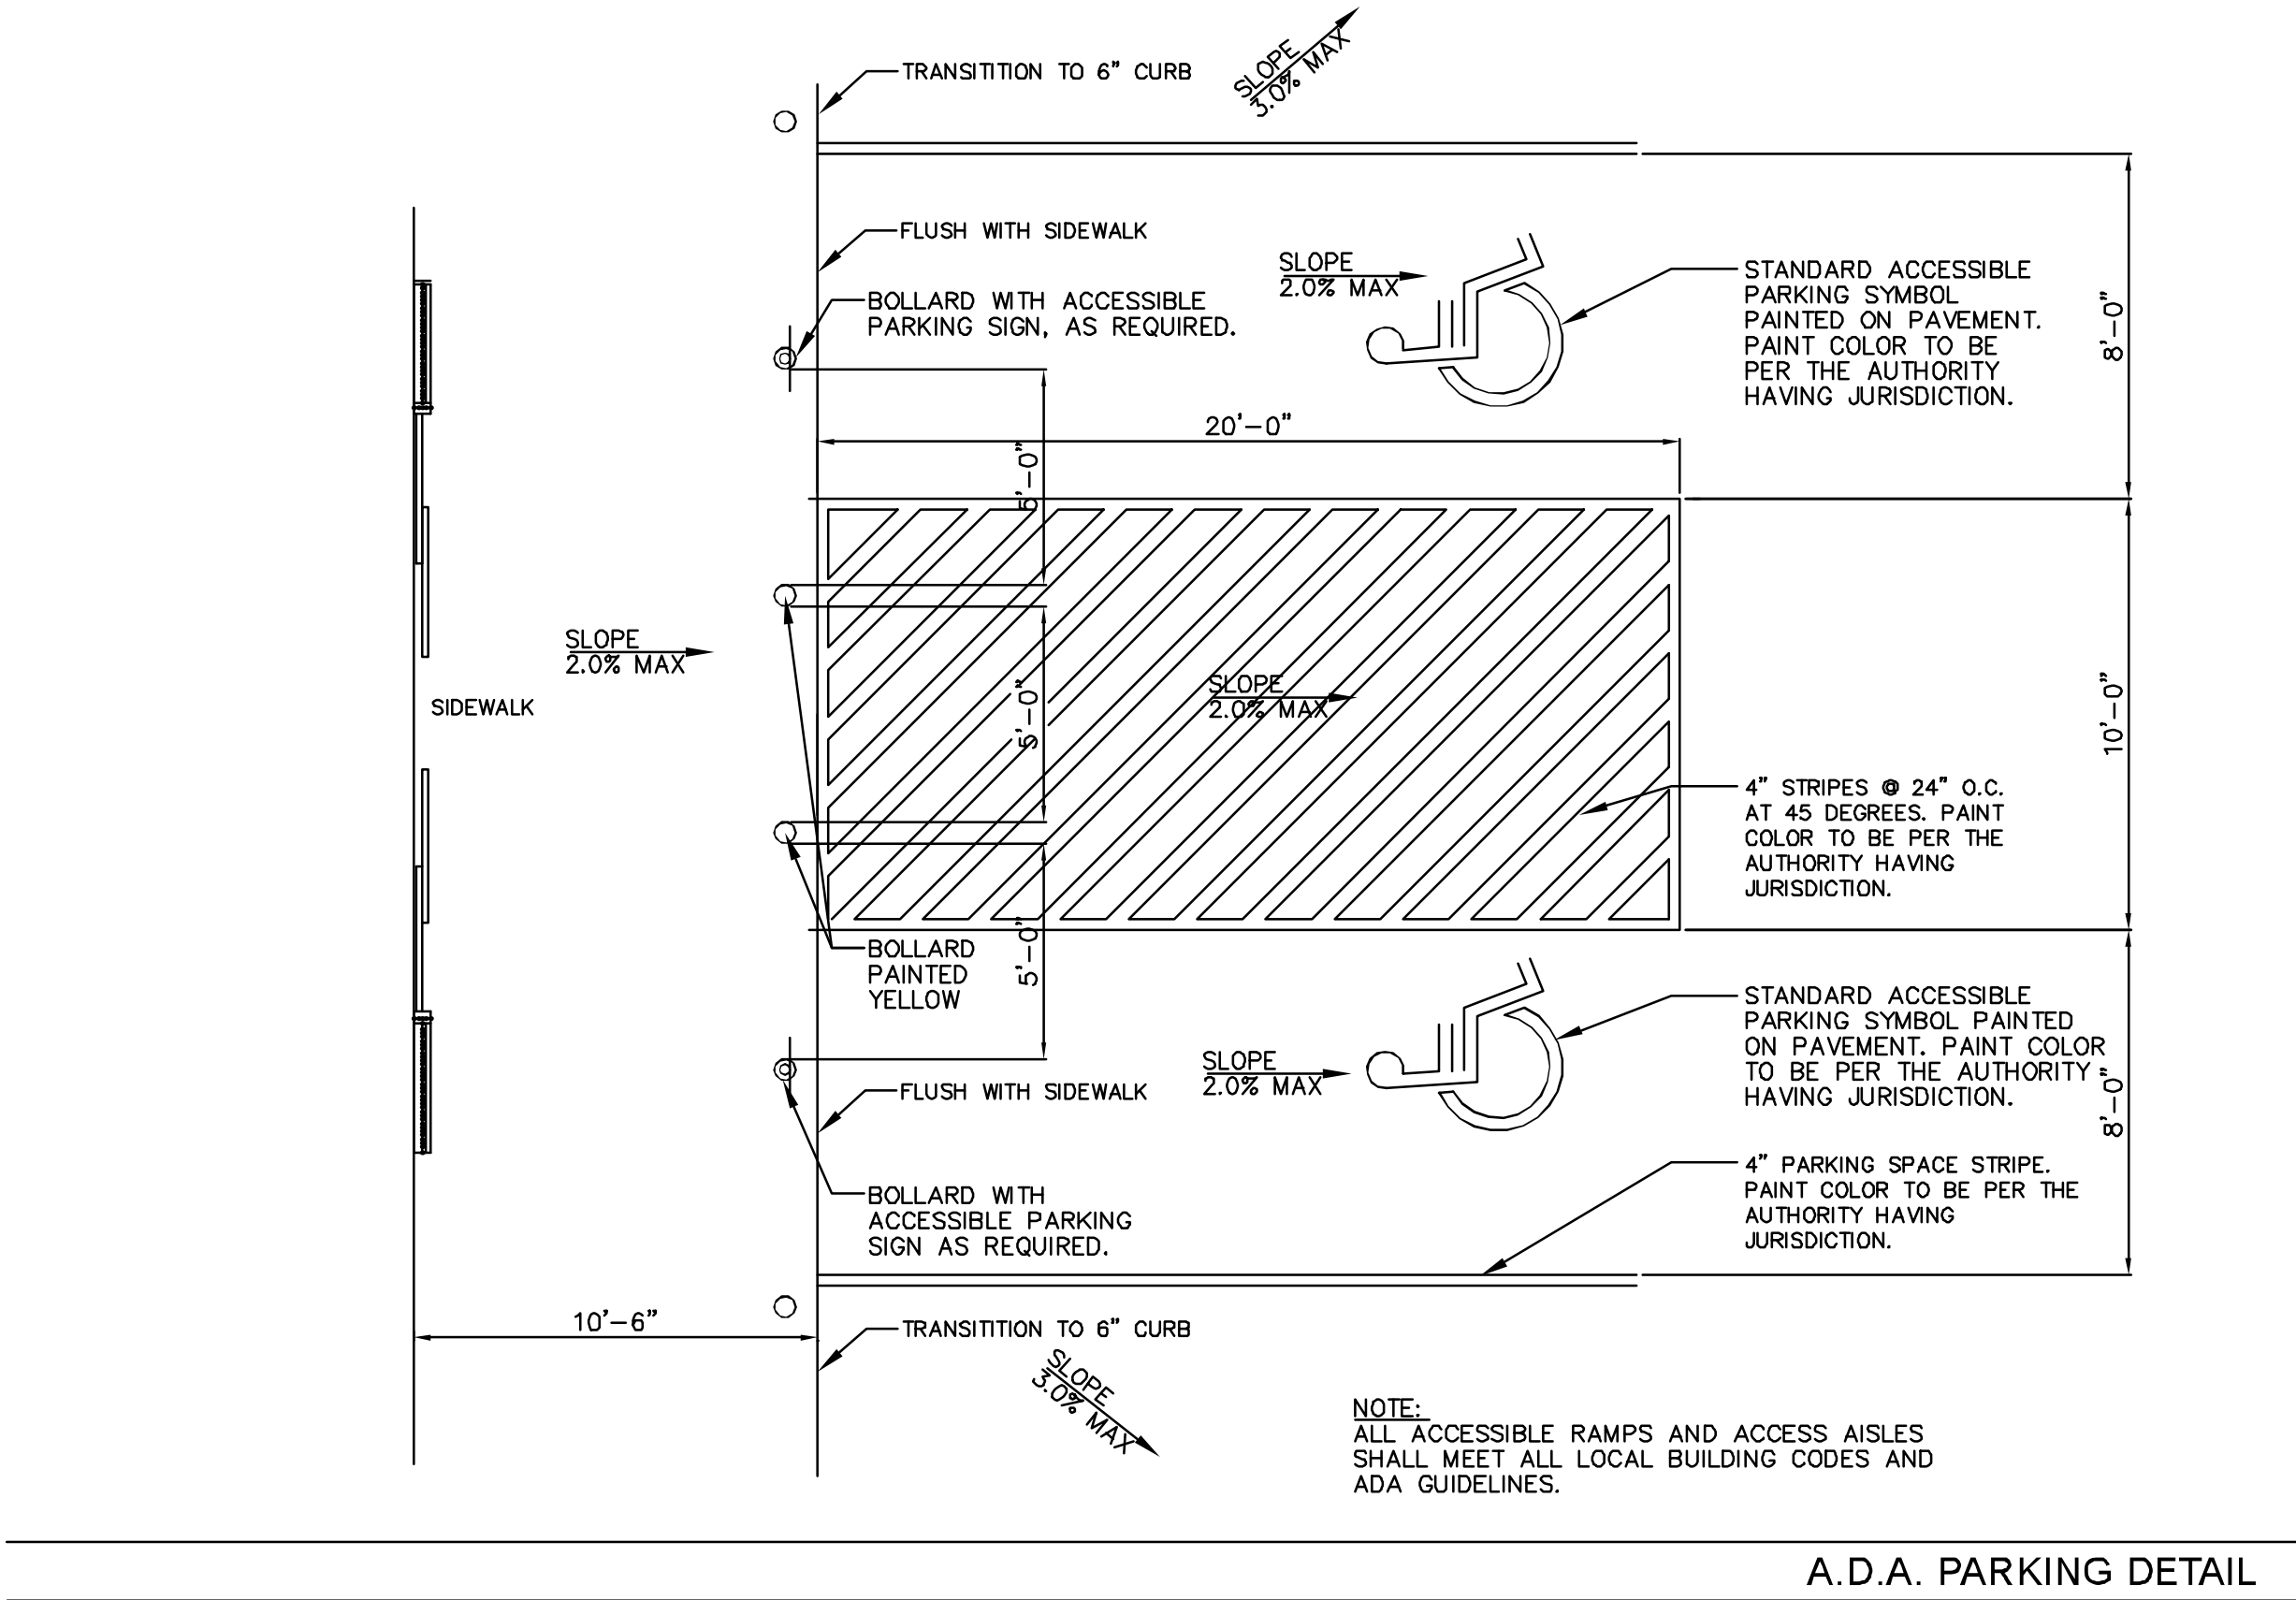 SLOPE
3.0% MAX
TRANSITITION TO 6" CURB
FLUSH WITH SIDEWALK
BOLLARD WITH ACCESSIBLE
PARKING SIGN, AS REQUIRED.
SLOPE
2.0% MAX
STANDARD ACCESSIBLE
PARKING SYMBOL
PAINTED ON PAVEMENT.
PAINT COLOR TO BE
PER THE AUTHORITY
HAVING JURISDICTION.
8'-0"
20'-0"
5'-0"
SLOPE
2.0% MAX
SIDEWALK
5'-0"
SLOPE
2.0% MAX
10'-0"
4" STRIPES @ 24" O.C.
AT 45 DEGREES. PAINT
COLOR TO BE PER THE
AUTHORITY HAVING
JURISDICTION.
BOLLARD
PAINTED
YELLOW
5'-0"
STANDARD ACCESSIBLE
PARKING SYMBOL PAINTED
ON PAVEMENT. PAINT COLOR
TO BE PER THE AUTHORITY
HAVING JURISDICTION.
SLOPE
2.0% MAX
8'-0"
FLUSH WITH SIDEWALK
BOLLARD WITH
ACCESSIBLE PARKING
SIGN AS REQUIRED.
4" PARKING SPACE STRIPE.
PAINT COLOR TO BE PER THE
AUTHORITY HAVING
JURISDICTION.
10'-6"
TRANSITITION TO 6" CURB
SLOPE
3.0% MAX
NOTE:
ALL ACCESSIBLE RAMPS AND ACCESS AISLES
SHALL MEET ALL LOCAL BUILDING CODES AND
ADA GUIDELINES.
A.D.A. PARKING DETAIL